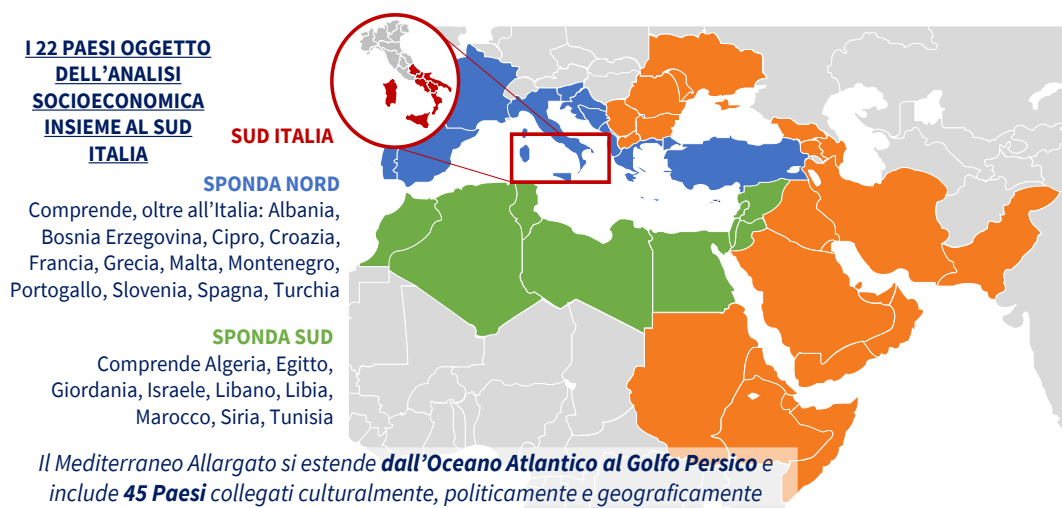 I 22 PAESI OGGETTO
DELL'ANALISI
SOCIOECONOMICA
INSIEME AL SUD
ITALIA
SUD ITALIA
SPONDA NORD
Comprende, oltre all'Italia: Albania,
Bosnia Erzegovina, Cipro, Croazia,
Francia, Grecia, Malta, Montenegro,
Portogallo, Slovenia, Spagna, Turchia
SPONDA SUD
Comprende Algeria, Egitto,
Giordania, Israele, Libano, Libia,
Marocco, Siria, Tunisia
Il Mediterraneo Allargato si estende dall'Oceano Atlantico al Golfo Persico e
include 45 Paesi collegati culturalmente, politicamente e geograficamente